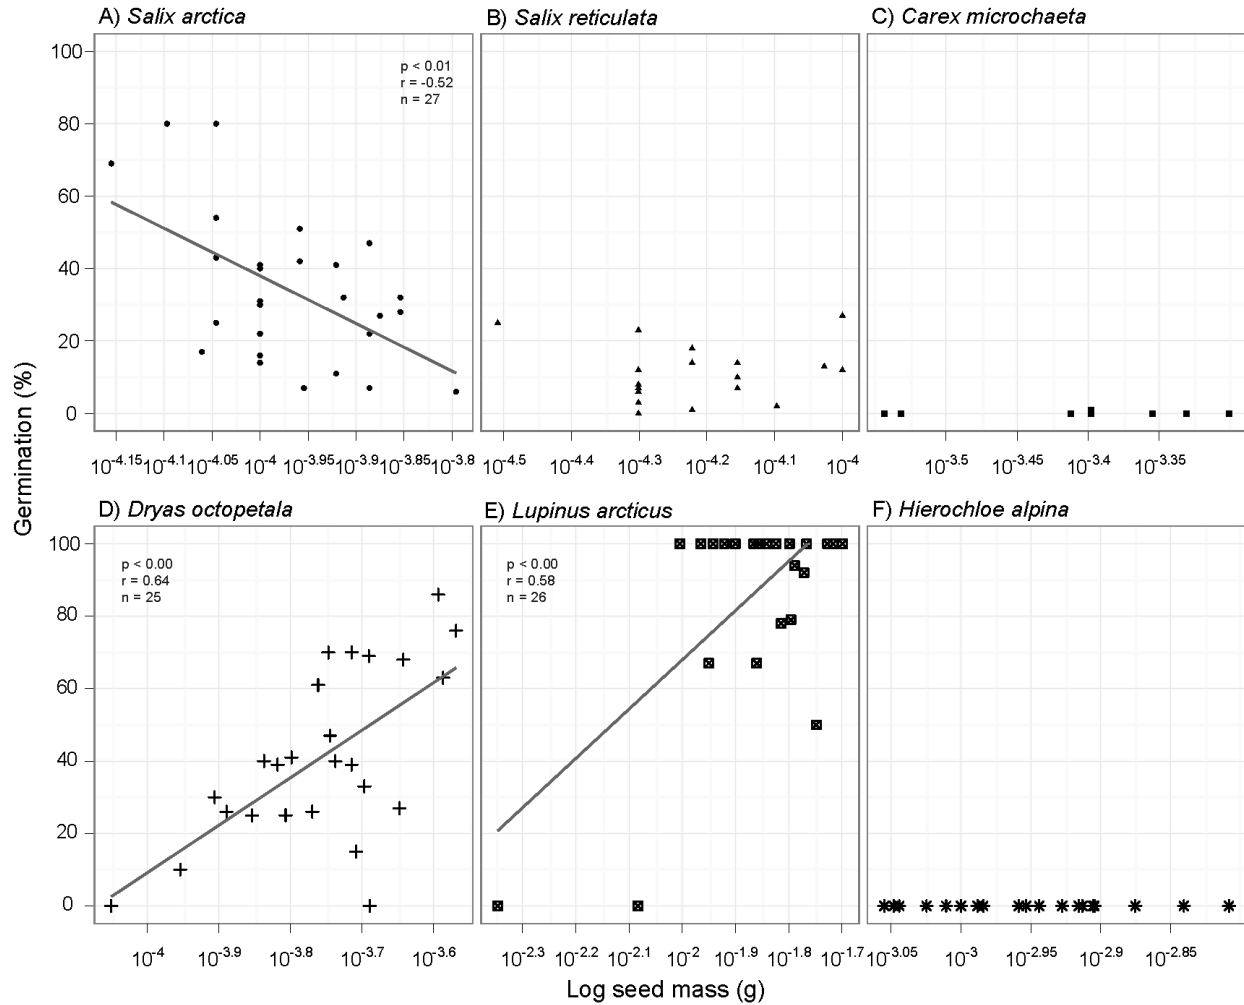 A) Salix arctica
B) Salix reticulata
C) Carex microchaeta
p < 0.01
r = -0.52
n = 27
100
80
60
40
20
0
10^-4.15 10^-4.11 10^-4.05 10^-4 10^-3.95 10^-3.9 10^-3.85 10^-3.8
10^-4.5 10^-4.4 10^-4.3 10^-4.2 10^-4.1 10^-4
10^-3.5 10^-3.45 10^-3.4 10^-3.35
Germination (%)
D) Dryas octopetala
E) Lupinus arcticus
F) Hierochloe alpina
p < 0.00
r = 0.64
n = 25
p < 0.00
r = 0.58
n = 26
100
80
60
40
20
0
10^-4 10^-3.9 10^-3.8 10^-3.7 10^-3.6
10^-2.3 10^-2.2 10^-2.1 10^-2 10^-1.9 10^-1.8 10^-1.7
10^-3.05 10^-3 10^-2.95 10^-2.9 10^-2.85
Log seed mass (g)